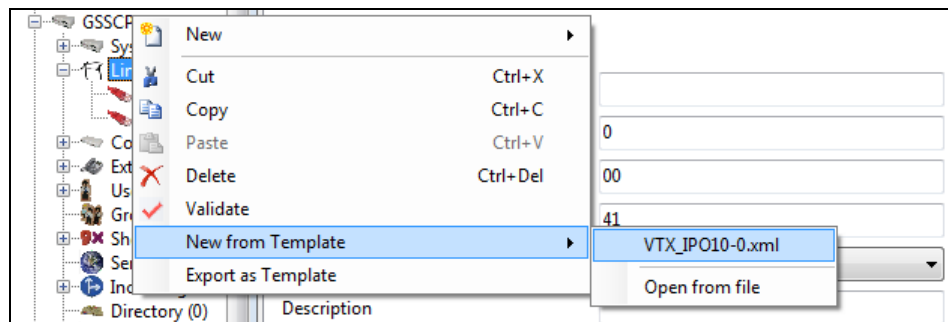 GSSCP
New
Sys
Lin
Cut Ctrl+X
Copy Ctrl+C
Co
Paste Ctrl+V
0
Ext
Delete Ctrl+Del
00
Us
Validate
Gr
41
Sh
New from Template
VTX_IPO10-0.xml
Ser
Export as Template
Open from file
Inc
Directory (0)
Description